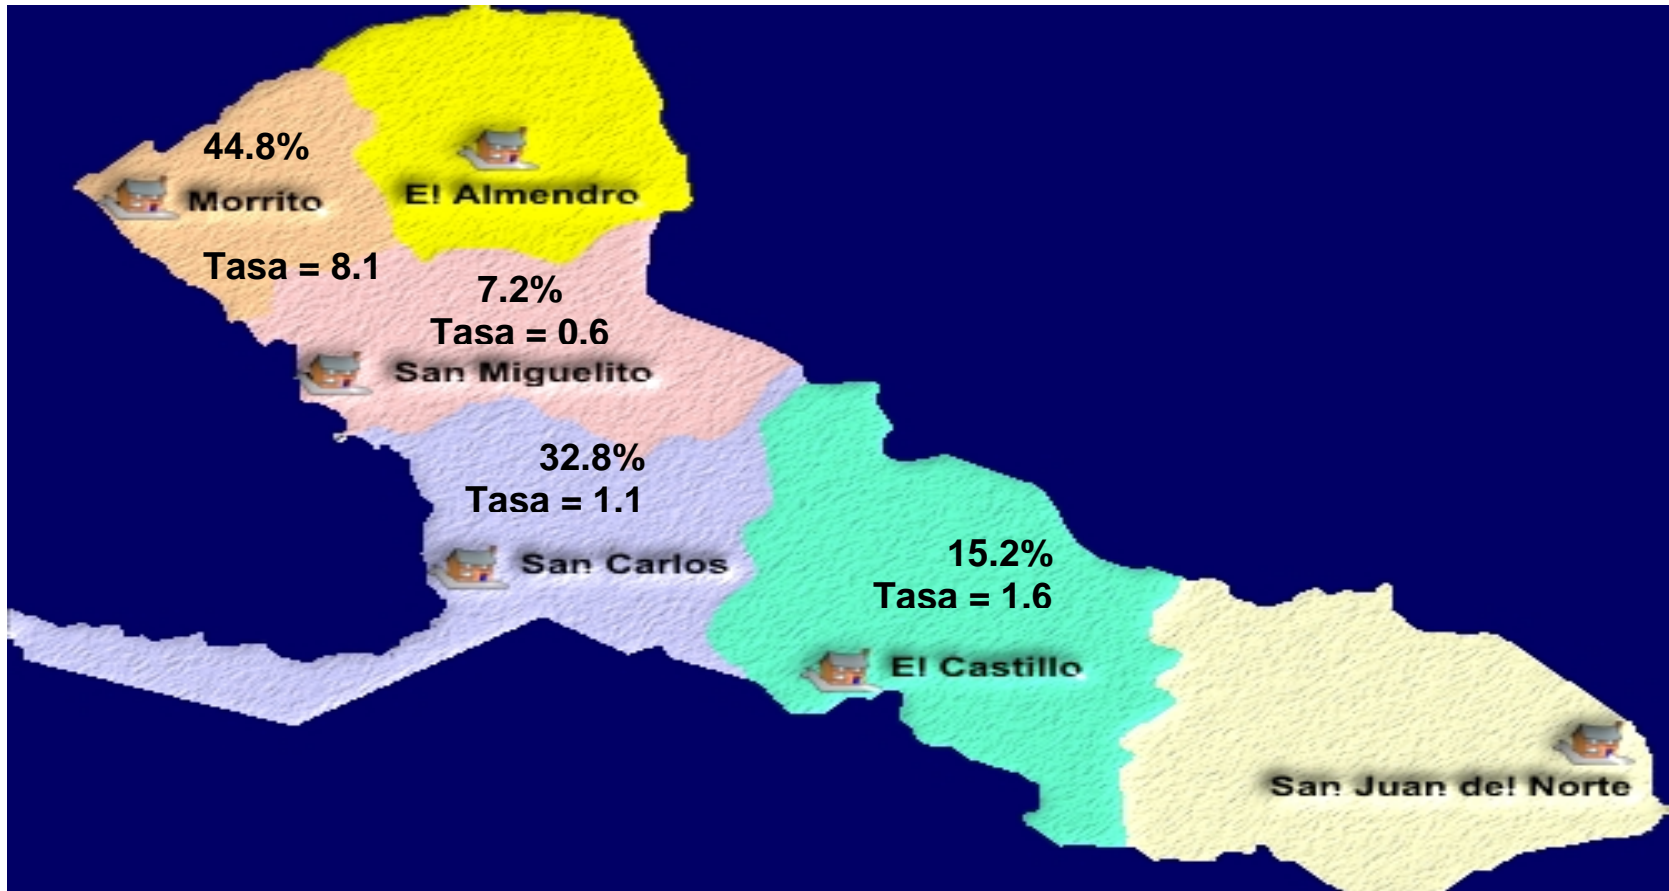 44.8%
Morrito
El Almendro
Tasa = 8.1
7.2%
Tasa = 0.6
San Miguelito
32.8%
Tasa = 1.1
San Carlos
15.2%
Tasa = 1.6
El Castillo
San Juan del Norte